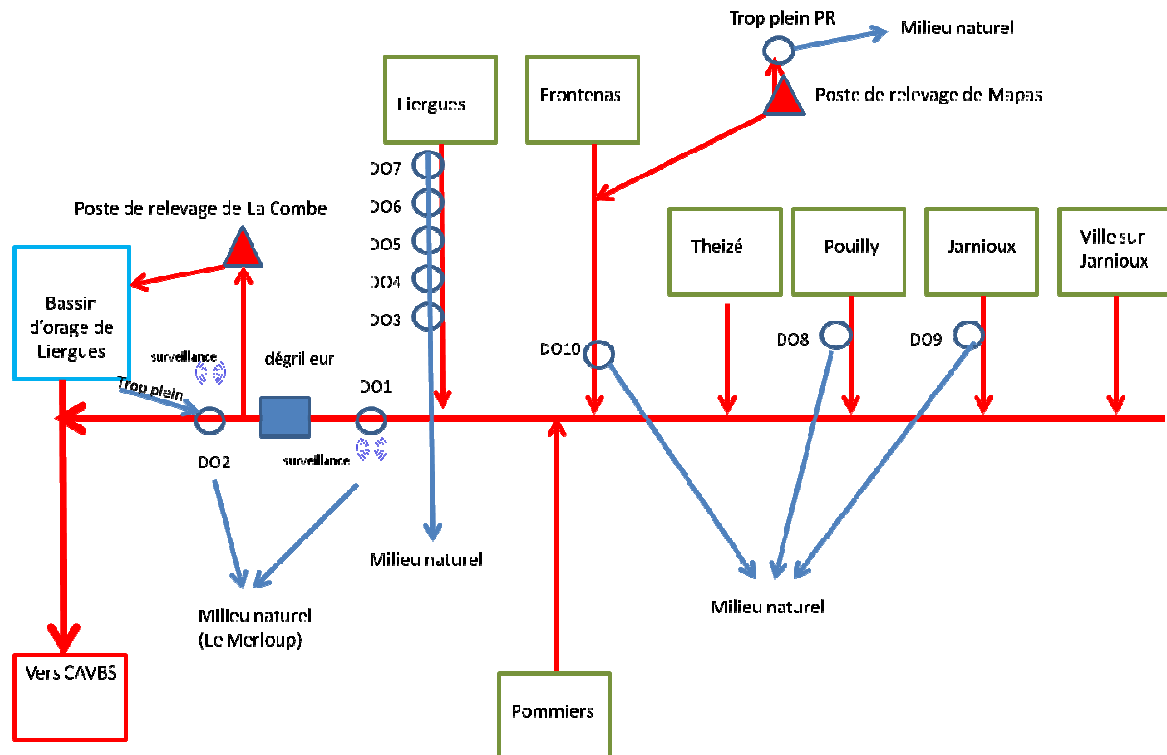 Trop plein PR
Milieu naturel
Liergues
Frontenas
Poste de relevage de Mapas
DO7
DO6
DO5
DO4
DO3
Poste de relevage de La Combe
Theizé
Pouilly
Jarnioux
Ville sur
Jarnioux
Bassin
d'orage de
Liergues
surveillance
dégrilleur
DO10
DO8
DO9
Trop plein
DO1
DO2
surveillance
Milieu naturel
Milieu naturel
(Le Merloup)
Milieu naturel
Vers CAVBS
Pommiers